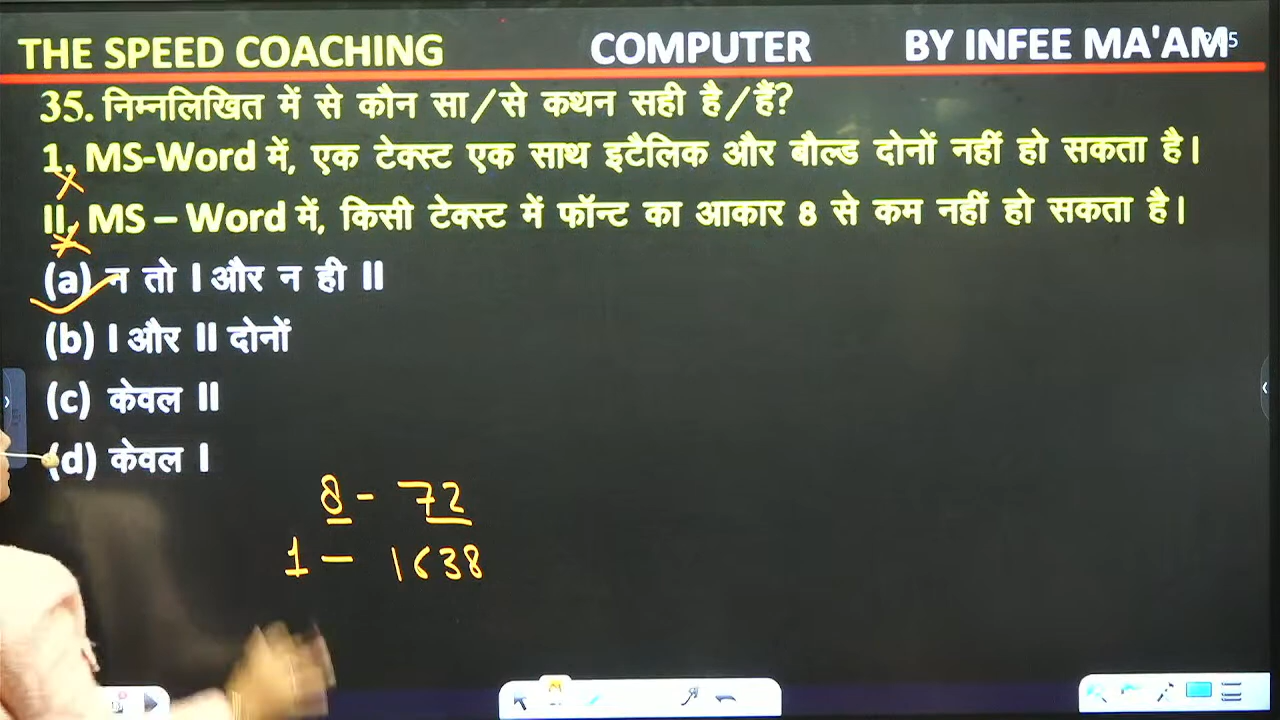 THE SPEED COACHING COMPUTER BY INFEE MA'AM
35. निम्नलिखित में से कौन सा/से कथन सही है/हैं?
1. MS-Word में, एक टेक्स्ट एक साथ इटैलिक और बौल्ड दोनों नहीं हो सकता है।
II. MS – Word में, किसी टेक्स्ट में फॉन्ट का आकार 8 से कम नहीं हो सकता है।
(a) न तो I और न ही II
(b) I और II दोनों
(c) केवल II
(d) केवल I
8 - 72
1 - 1638